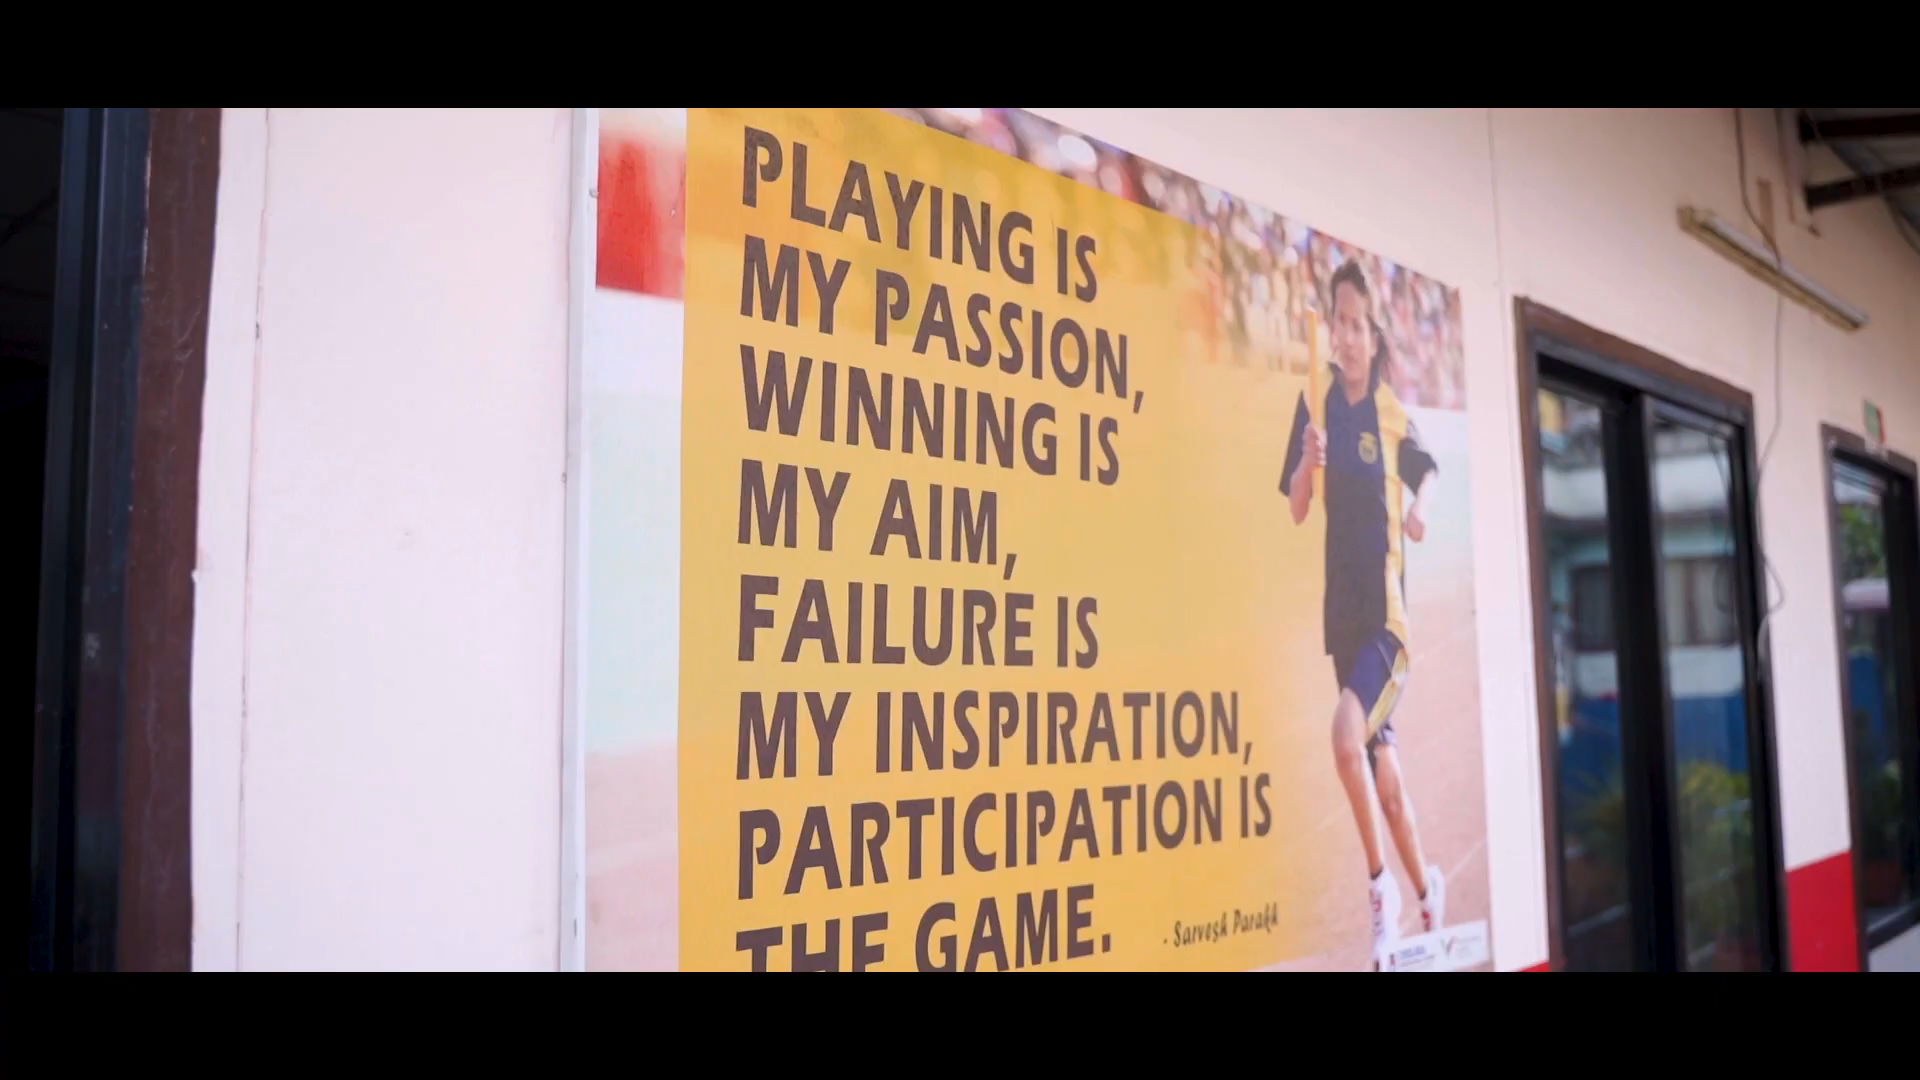 PLAYING IS
MY PASSION,
WINNING IS
MY AIM,
FAILURE IS
MY INSPIRATION,
PARTICIPATION IS
THE GAME.
- Sarvesh Parakh